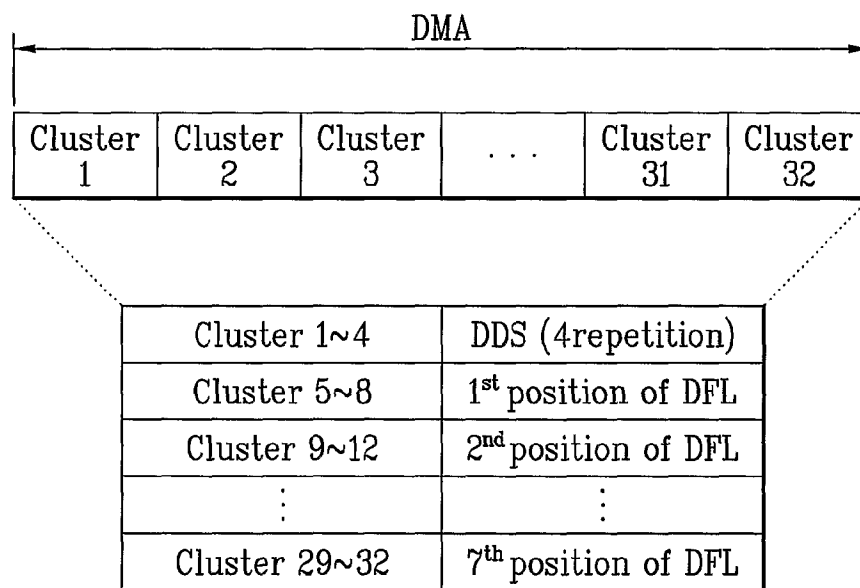 DMA
Cluster 1
Cluster 2
Cluster 3
. . .
Cluster 31
Cluster 32
Cluster 1~4
DDS (4repetition)
Cluster 5~8
1st position of DFL
Cluster 9~12
2nd position of DFL
⋮
⋮
Cluster 29~32
7th position of DFL